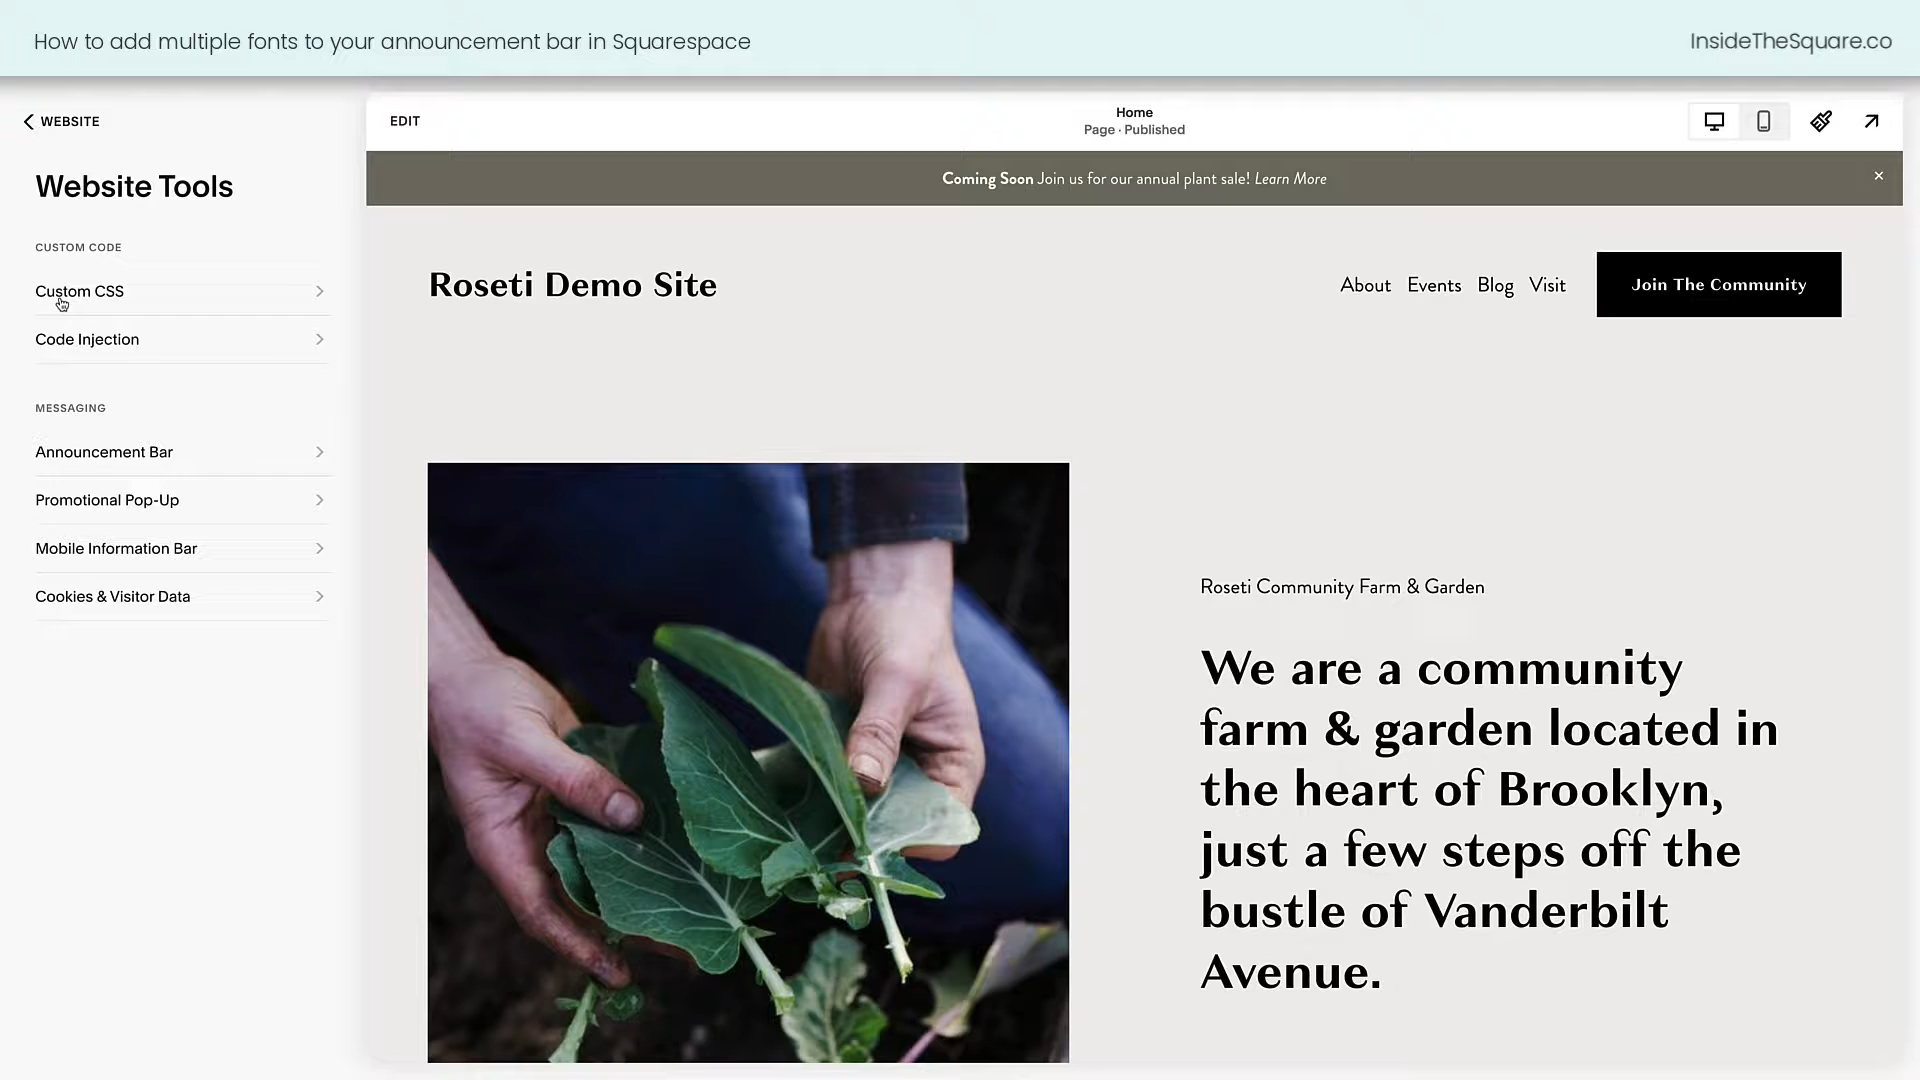 How to add multiple fonts to your announcement bar in Squarespace
InsideTheSquare.co
WEBSITE
Website Tools
CUSTOM CODE
Custom CSS
Code Injection
MESSAGING
Announcement Bar
Promotional Pop-Up
Mobile Information Bar
Cookies & Visitor Data
EDIT
Home
Page · Published
Coming Soon Join us for our annual plant sale! Learn More
Roseti Demo Site
About Events Blog Visit
Join The Community
Roseti Community Farm & Garden
We are a community
farm & garden located in
the heart of Brooklyn,
just a few steps off the
bustle of Vanderbilt
Avenue.